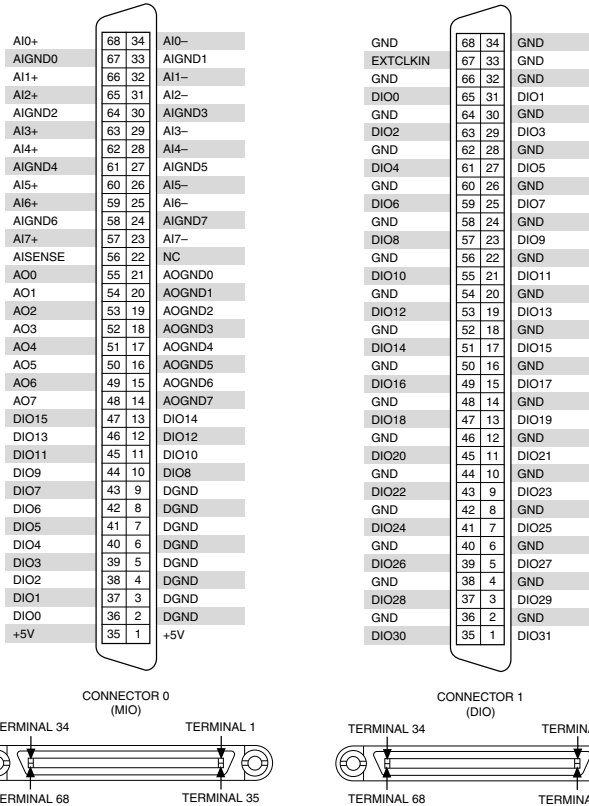 AI0+ 68 34 AI0–
AIGND0 67 33 AIGND1
AI1+ 66 32 AI1–
AI2+ 65 31 AI2–
AIGND2 64 30 AIGND3
AI3+ 63 29 AI3–
AI4+ 62 28 AI4–
AIGND4 61 27 AIGND5
AI5+ 60 26 AI5–
AI6+ 59 25 AI6–
AIGND6 58 24 AIGND7
AI7+ 57 23 AI7–
AISENSE 56 22 NC
AO0 55 21 AOGND0
AO1 54 20 AOGND1
AO2 53 19 AOGND2
AO3 52 18 AOGND3
AO4 51 17 AOGND4
AO5 50 16 AOGND5
AO6 49 15 AOGND6
AO7 48 14 AOGND7
DIO15 47 13 DIO14
DIO13 46 12 DIO12
DIO11 45 11 DIO10
DIO9 44 10 DIO8
DIO7 43 9 DGND
DIO6 42 8 DGND
DIO5 41 7 DGND
DIO4 40 6 DGND
DIO3 39 5 DGND
DIO2 38 4 DGND
DIO1 37 3 DGND
DIO0 36 2 DGND
+5V 35 1 +5V
CONNECTOR 0
(MIO)
ERMINAL 34 TERMINAL 1
ERMINAL 68 TERMINAL 35
GND 68 34 GND
EXTCLKIN 67 33 GND
GND 66 32 GND
DIO0 65 31 DIO1
GND 64 30 GND
DIO2 63 29 DIO3
GND 62 28 GND
DIO4 61 27 DIO5
GND 60 26 GND
DIO6 59 25 DIO7
GND 58 24 GND
DIO8 57 23 DIO9
GND 56 22 GND
DIO10 55 21 DIO11
GND 54 20 GND
DIO12 53 19 DIO13
GND 52 18 GND
DIO14 51 17 DIO15
GND 50 16 GND
DIO16 49 15 DIO17
GND 48 14 GND
DIO18 47 13 DIO19
GND 46 12 GND
DIO20 45 11 DIO21
GND 44 10 GND
DIO22 43 9 DIO23
GND 42 8 GND
DIO24 41 7 DIO25
GND 40 6 GND
DIO26 39 5 DIO27
GND 38 4 GND
DIO28 37 3 DIO29
GND 36 2 GND
DIO30 35 1 DIO31
CONNECTOR 1
(DIO)
TERMINAL 34 TERMINA
TERMINAL 68 TERMINA